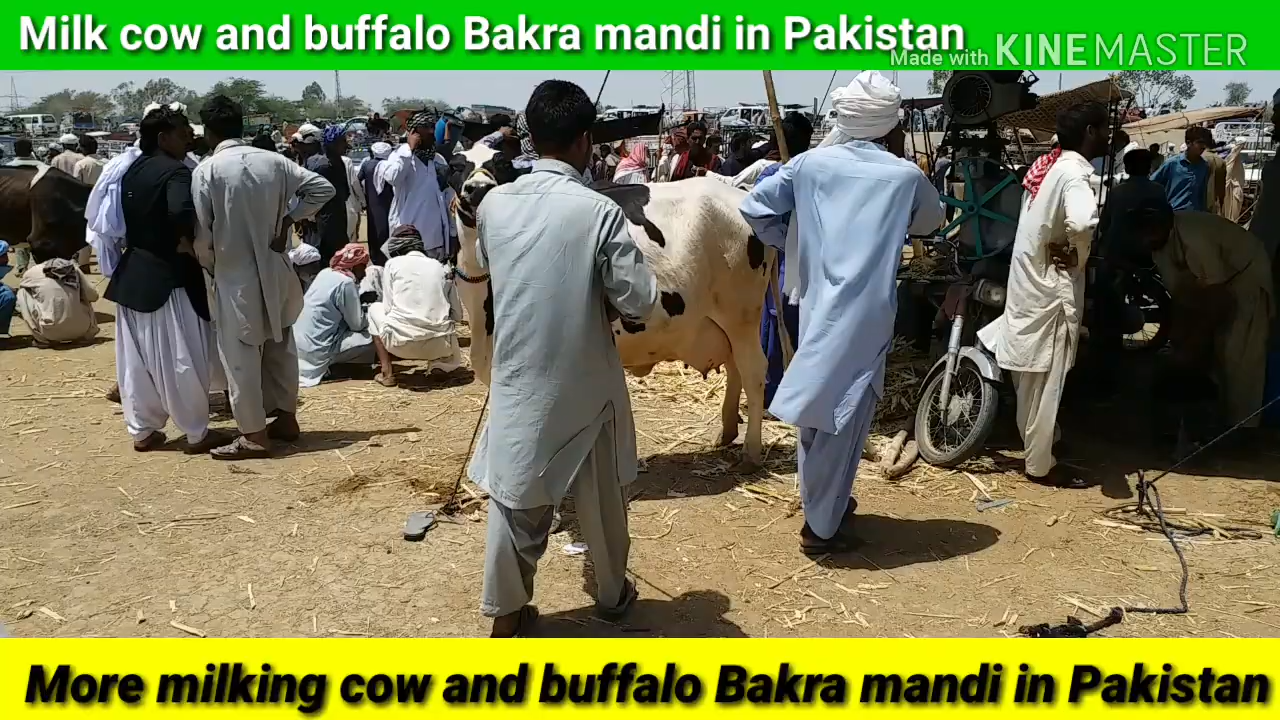 Milk cow and buffalo Bakra mandi in Pakistan
Made with KINEMASTER
More milking cow and buffalo Bakra mandi in Pakistan